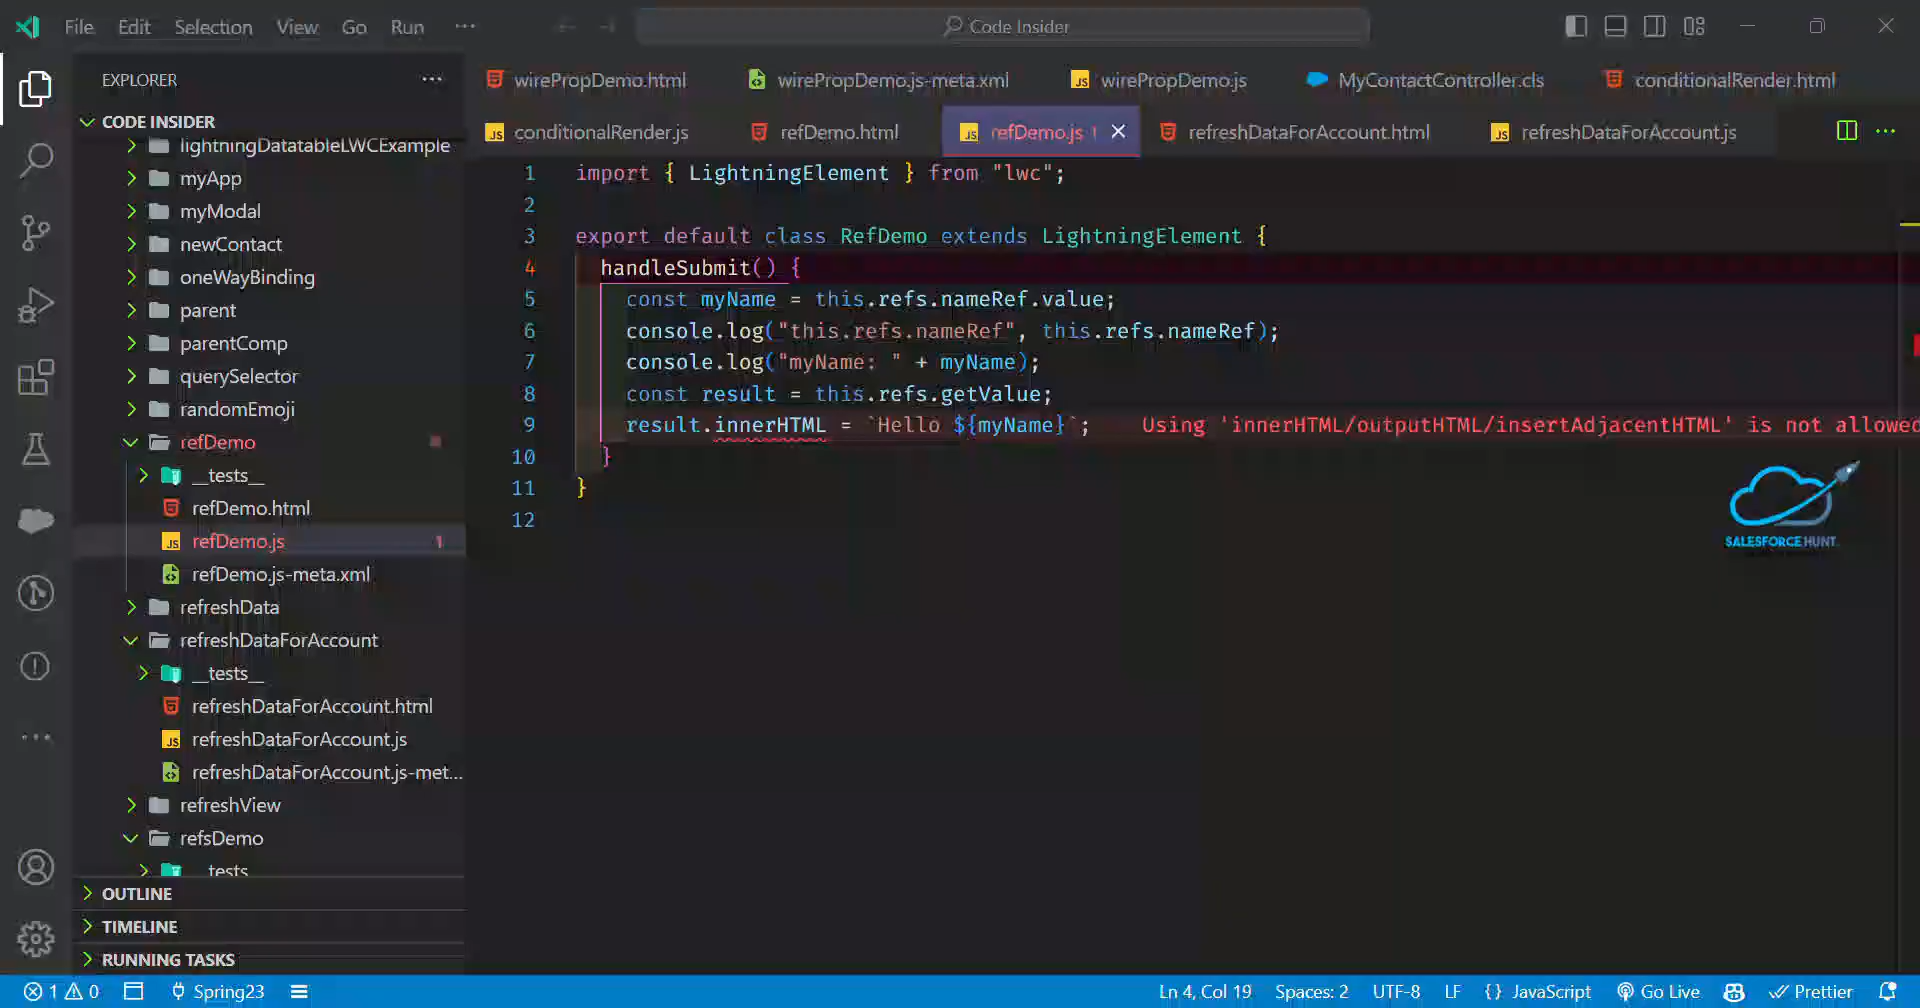 File Edit Selection View Go Run ···
Code Insider
EXPLORER ···
CODE INSIDER
lightningDatatableLWCExample
myApp
myModal
newContact
oneWayBinding
parent
parentComp
querySelector
randomEmoji
refDemo
__tests__
refDemo.html
refDemo.js 1
refDemo.js-meta.xml
refreshData
refreshDataForAccount
__tests__
refreshDataForAccount.html
refreshDataForAccount.js
refreshDataForAccount.js-met...
refreshView
refsDemo
__tests__
OUTLINE
TIMELINE
RUNNING TASKS
wirePropDemo.html wirePropDemo.js-meta.xml wirePropDemo.js MyContactController.cls conditionalRender.html
conditionalRender.js refDemo.html refDemo.js 1 refreshDataForAccount.html refreshDataForAccount.js
1 import { LightningElement } from "lwc";
2
3 export default class RefDemo extends LightningElement {
4 handleSubmit() {
5 const myName = this.refs.nameRef.value;
6 console.log("this.refs.nameRef", this.refs.nameRef);
7 console.log("myName: " + myName);
8 const result = this.refs.getValue;
9 result.innerHTML = `Hello ${myName}`; Using 'innerHTML/outputHTML/insertAdjacentHTML' is not allowed
10 }
11 }
12
SALESFORCE HUNT
1 0 Spring23 Ln 4, Col 19 Spaces: 2 UTF-8 LF {} JavaScript Go Live Prettier